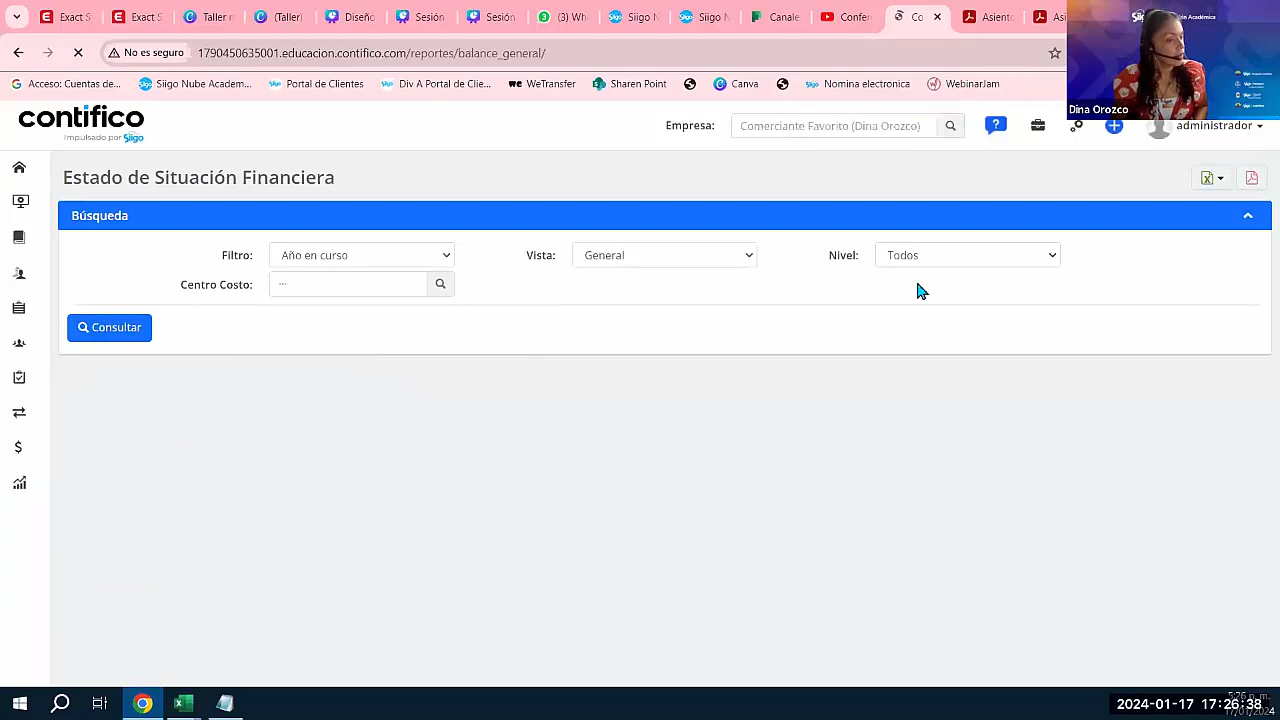 Exact S
Exact S
Taller r
(Taller
Diseño
Sesión
Sesión
(3) Wh
Siigo N
Siigo N
Canale
Confer
Co
Asient
Asi
No es seguro
1790450635001.educacion.contifico.com/reportes/balance_general/
Acceso: Cuentas de...
Siigo Nube Academ...
Portal de Clientes
Div A Portal de Clie...
WeTransfer
Sharen Point
Canva
Nomina electronica
Webina
Dina Orozco
contifico
Impulsado por Siigo
Empresa:
Comerciante Favorito (Dina Orozco)
administrador
Estado de Situación Financiera
Búsqueda
Filtro:
Año en curso
Vista:
General
Nivel:
Todos
Centro Costo:
...
Consultar
2024-01-17 17:26:38